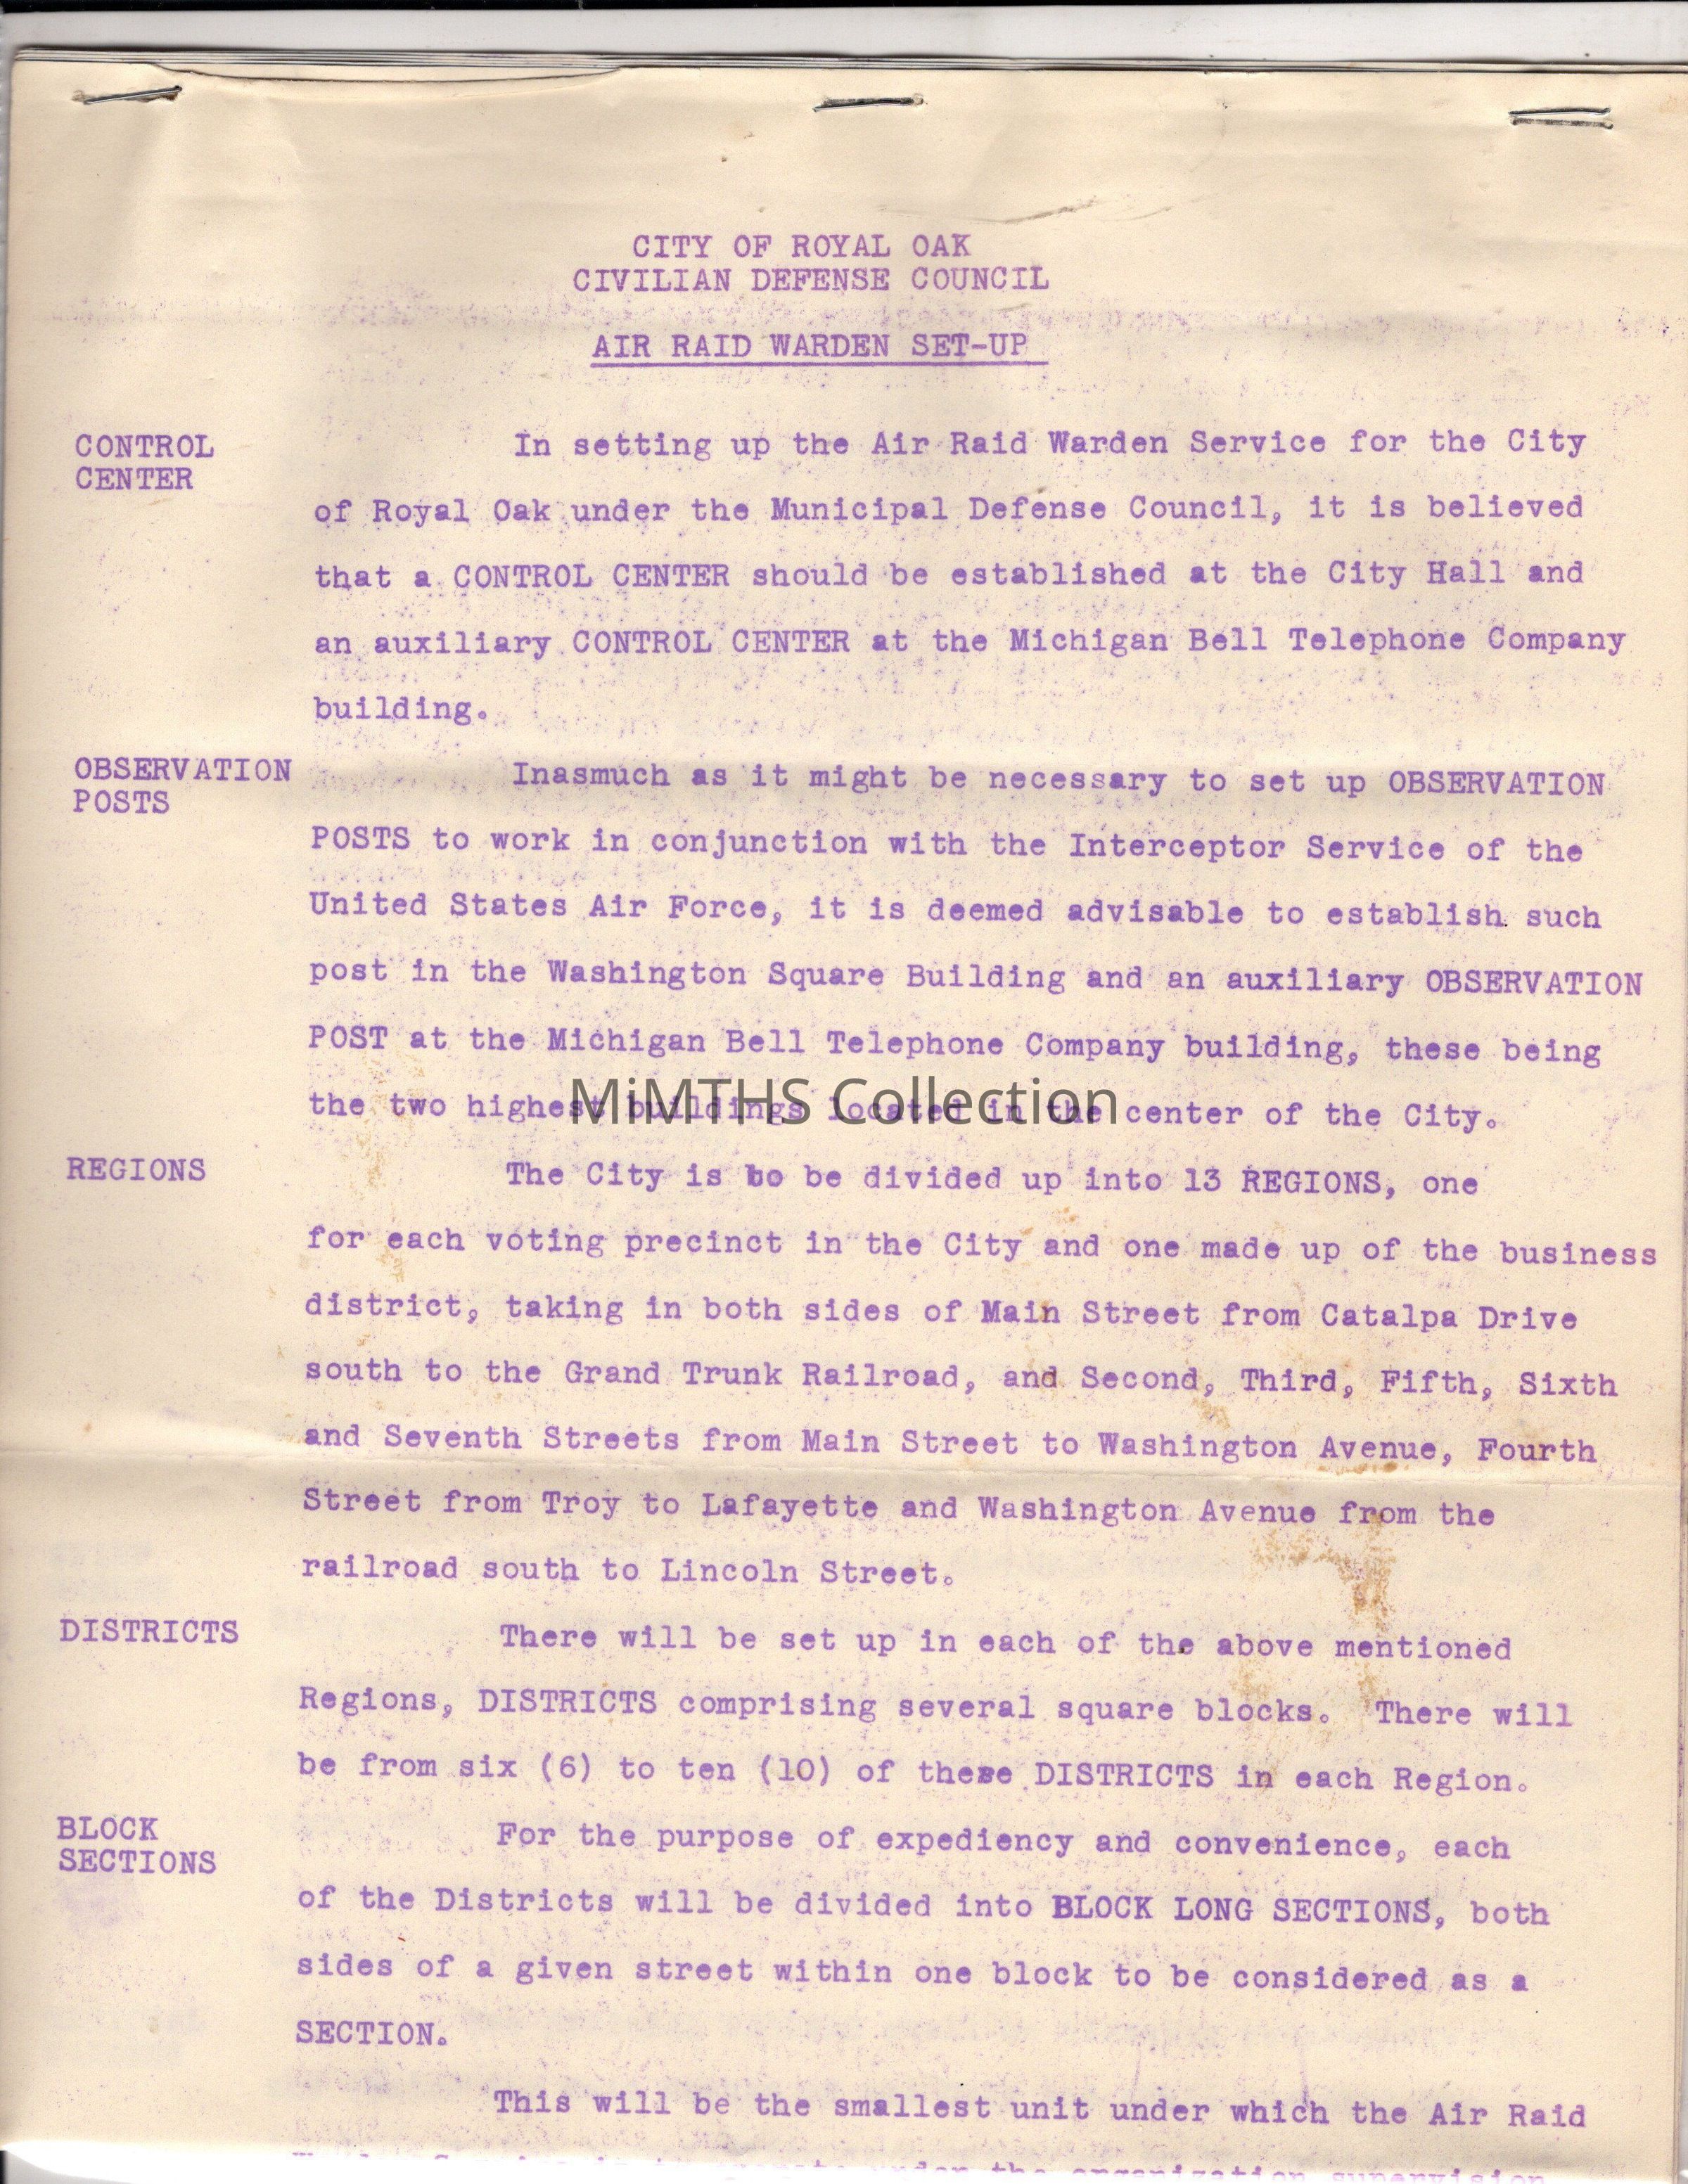 CITY OF ROYAL OAK
CIVILIAN DEFENSE COUNCIL
AIR RAID WARDEN SET-UP
CONTROL
CENTER
In setting up the Air Raid Warden Service for the City
of Royal Oak under the Municipal Defense Council, it is believed
that a CONTROL CENTER should be established at the City Hall and
an auxiliary CONTROL CENTER at the Michigan Bell Telephone Company
building.
OBSERVATION
POSTS
Inasmuch as it might be necessary to set up OBSERVATION
POSTS to work in conjunction with the Interceptor Service of the
United States Air Force, it is deemed advisable to establish such
post in the Washington Square Building and an auxiliary OBSERVATION
POST at the Michigan Bell Telephone Company building, these being
the two highest buildings located in the center of the City.
MiMTHS Collection
REGIONS
The City is to be divided up into 13 REGIONS, one
for each voting precinct in the City and one made up of the business
district, taking in both sides of Main Street from Catalpa Drive
south to the Grand Trunk Railroad, and Second, Third, Fifth, Sixth
and Seventh Streets from Main Street to Washington Avenue, Fourth
Street from Troy to Lafayette and Washington Avenue from the
railroad south to Lincoln Street.
DISTRICTS
There will be set up in each of the above mentioned
Regions, DISTRICTS comprising several square blocks. There will
be from six (6) to ten (10) of these DISTRICTS in each Region.
BLOCK
SECTIONS
For the purpose of expediency and convenience, each
of the Districts will be divided into BLOCK LONG SECTIONS, both
sides of a given street within one block to be considered as a
SECTION.
This will be the smallest unit under which the Air Raid
under the organization supervision